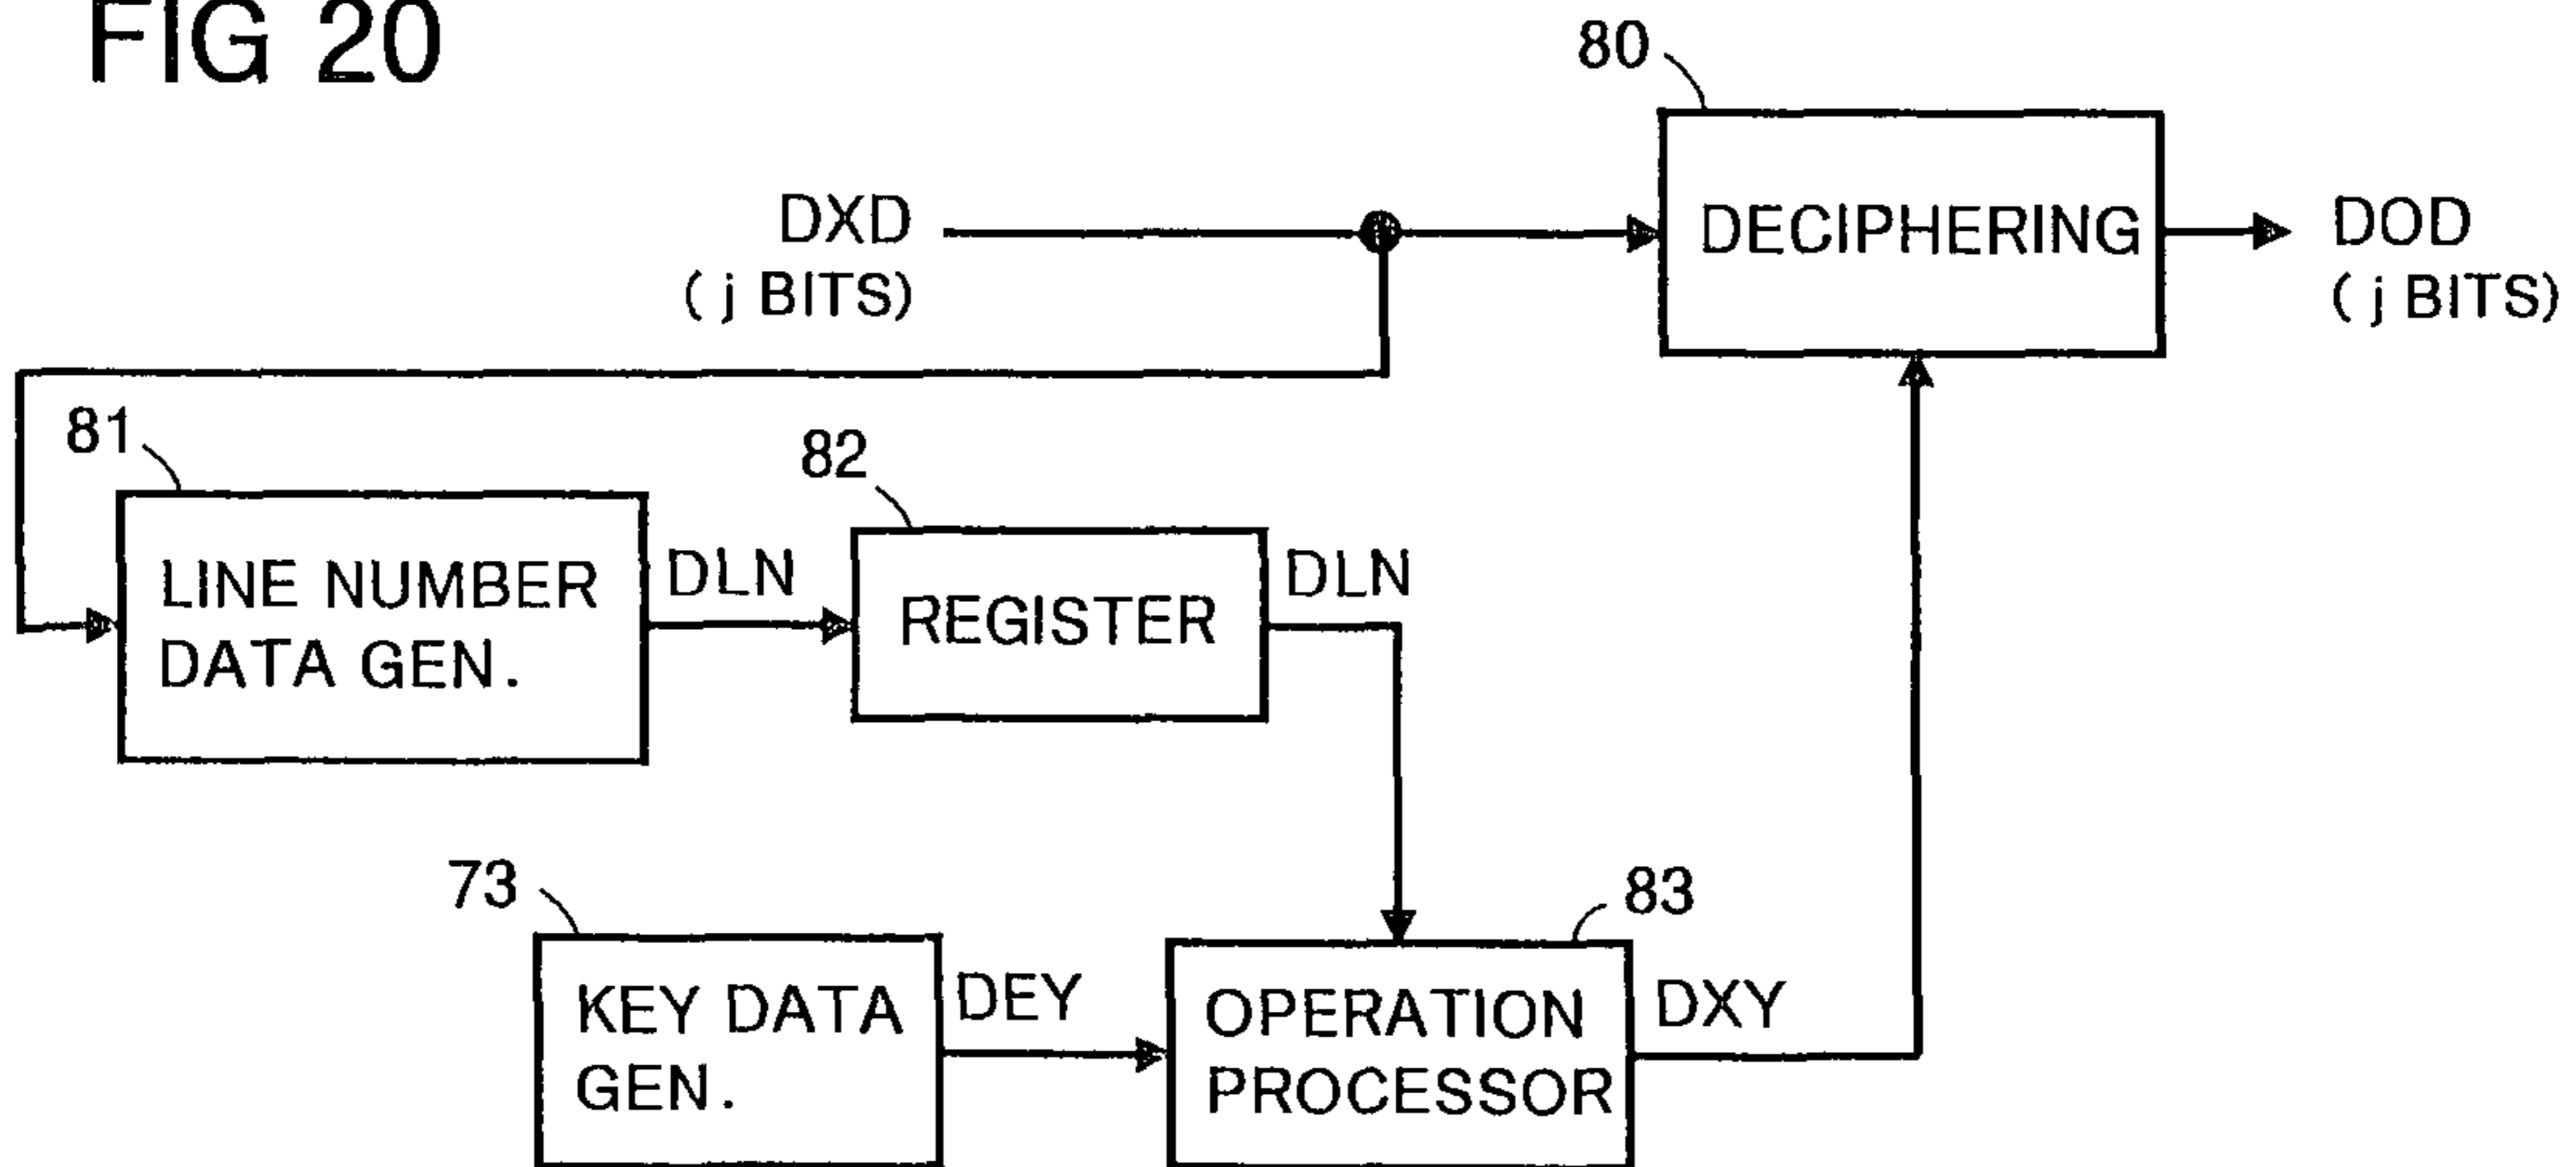 FIG 20
80
DXD
( j BITS)
DECIPHERING
DOD
( j BITS)
81
LINE NUMBER
DATA GEN.
DLN
82
REGISTER
DLN
73
KEY DATA
GEN.
DEY
83
OPERATION
PROCESSOR
DXY